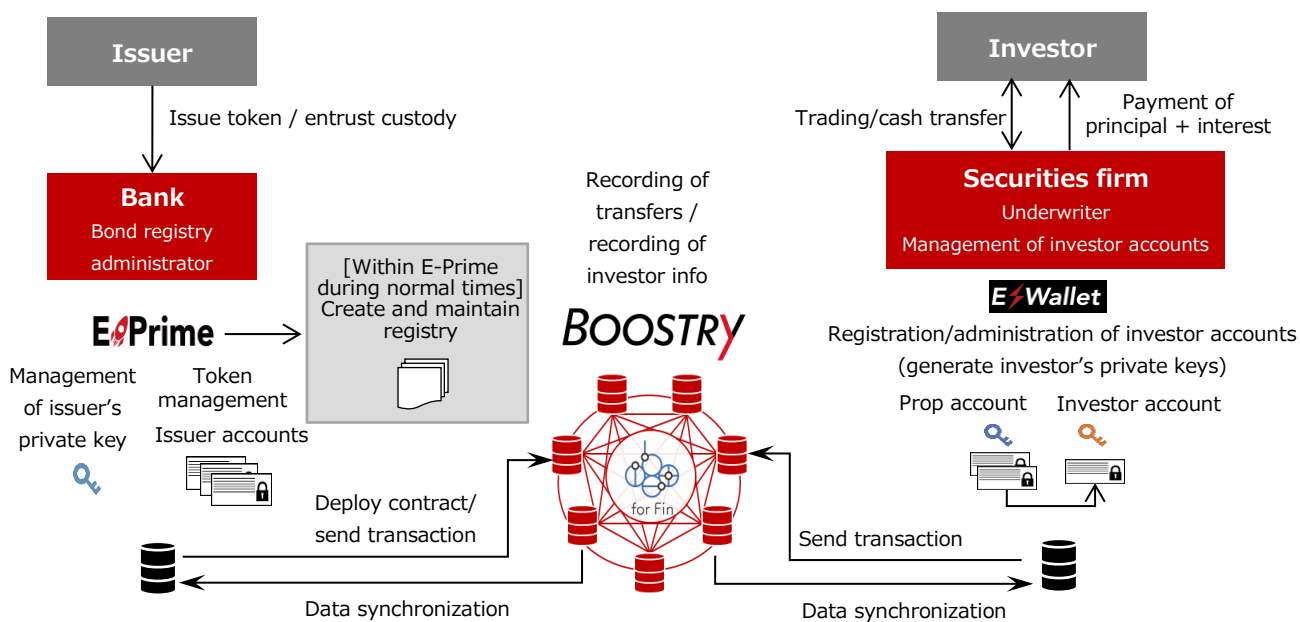 Issuer
Issue token / entrust custody
Bank
Bond registry
administrator
E-Prime
Management
of issuer’s
private key
Token
management
Issuer accounts
[Within E-Prime
during normal times]
Create and maintain
registry
Recording of
transfers /
recording of
investor info
BOOSTRY
for Fin
Deploy contract/
send transaction
Data synchronization
Investor
Trading/cash transfer
Payment of
principal + interest
Securities firm
Underwriter
Management of investor accounts
E-Wallet
Registration/administration of investor accounts
(generate investor’s private keys)
Prop account
Investor account
Send transaction
Data synchronization